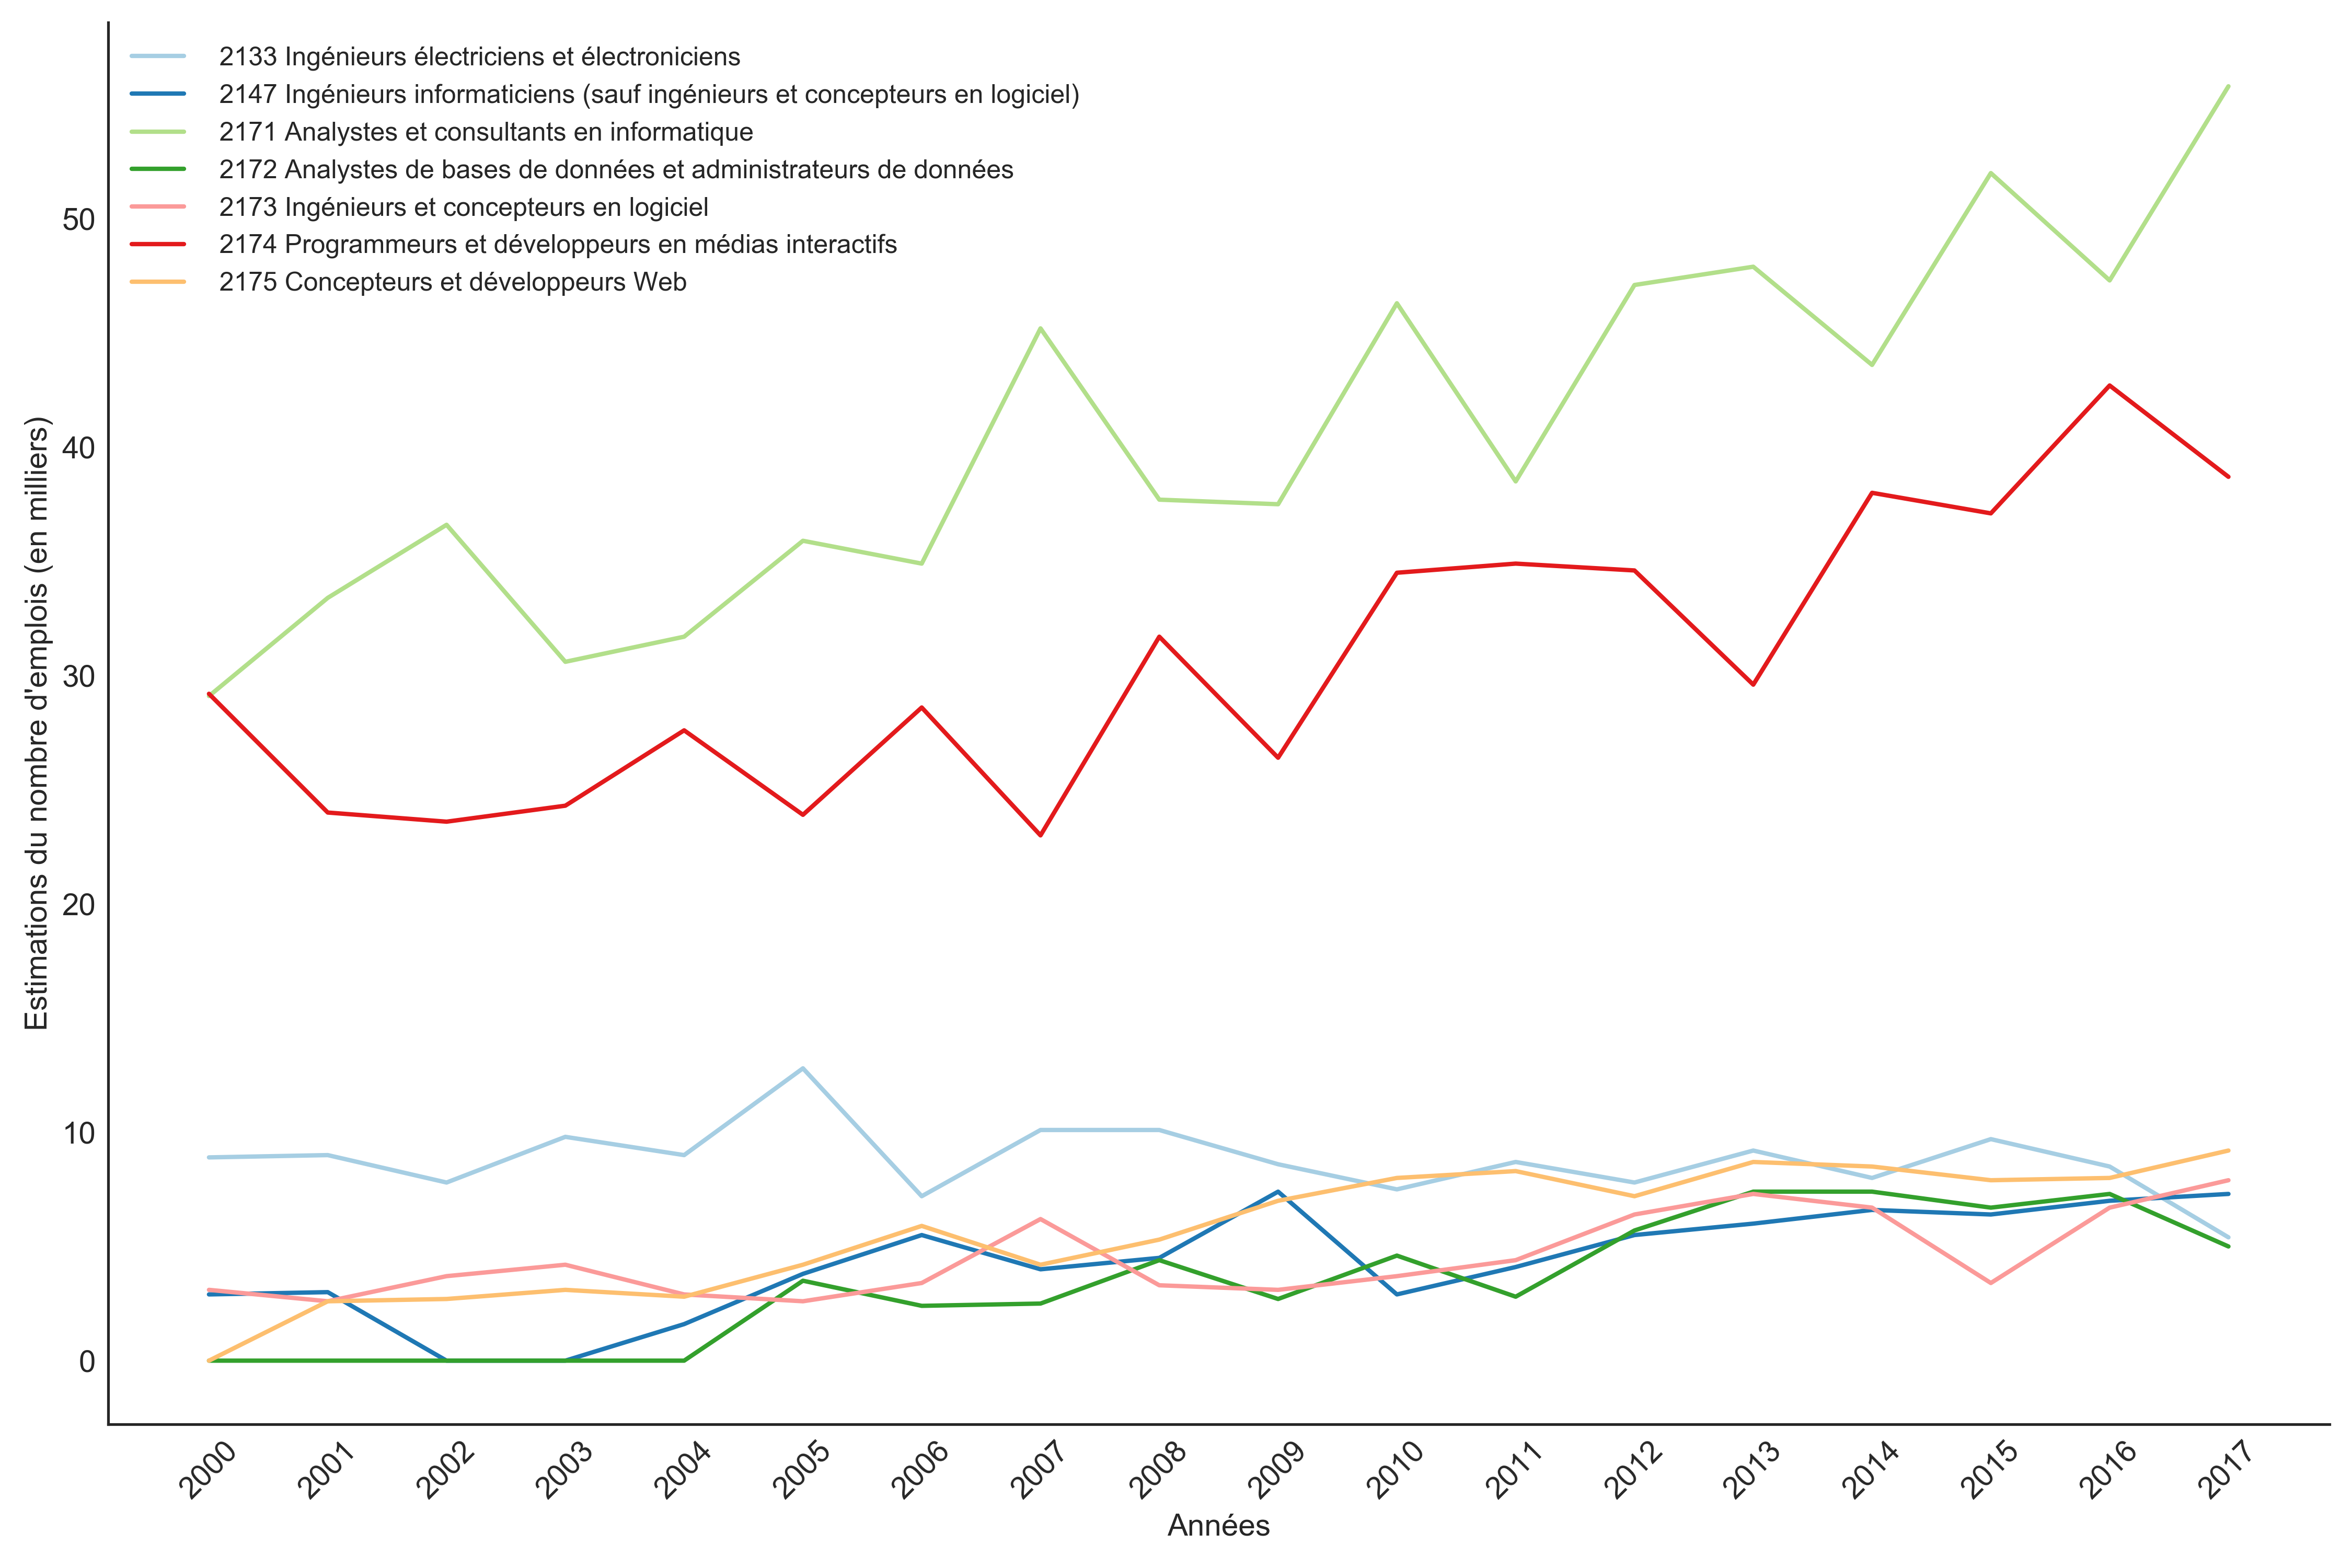 2133 Ingénieurs électriciens et électroniciens
2147 Ingénieurs informaticiens (sauf ingénieurs et concepteurs en logiciel)
2171 Analystes et consultants en informatique
2172 Analystes de bases de données et administrateurs de données
2173 Ingénieurs et concepteurs en logiciel
2174 Programmeurs et développeurs en médias interactifs
2175 Concepteurs et développeurs Web
Estimations du nombre d'emplois (en milliers)
50
40
30
20
10
0
2000 2001 2002 2003 2004 2005 2006 2007 2008 2009 2010 2011 2012 2013 2014 2015 2016 2017
Années